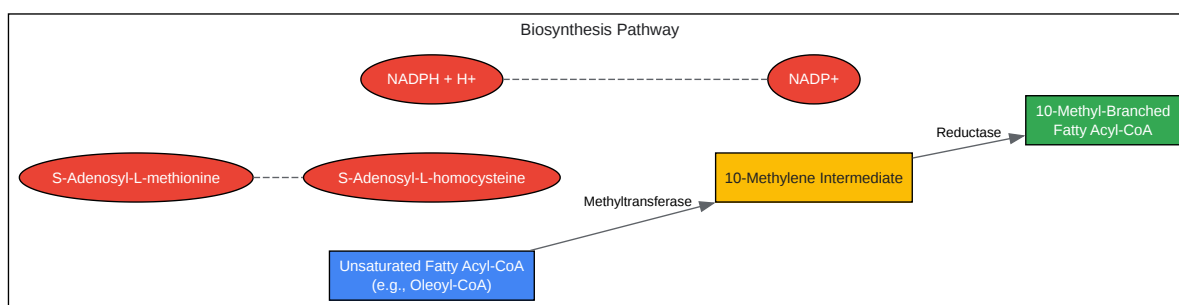 Biosynthesis Pathway
NADPH + H+
NADP+
10-Methyl-Branched
Fatty Acyl-CoA
Reductase
S-Adenosyl-L-methionine
S-Adenosyl-L-homocysteine
10-Methylene Intermediate
Methyltransferase
Unsaturated Fatty Acyl-CoA
(e.g., Oleoyl-CoA)